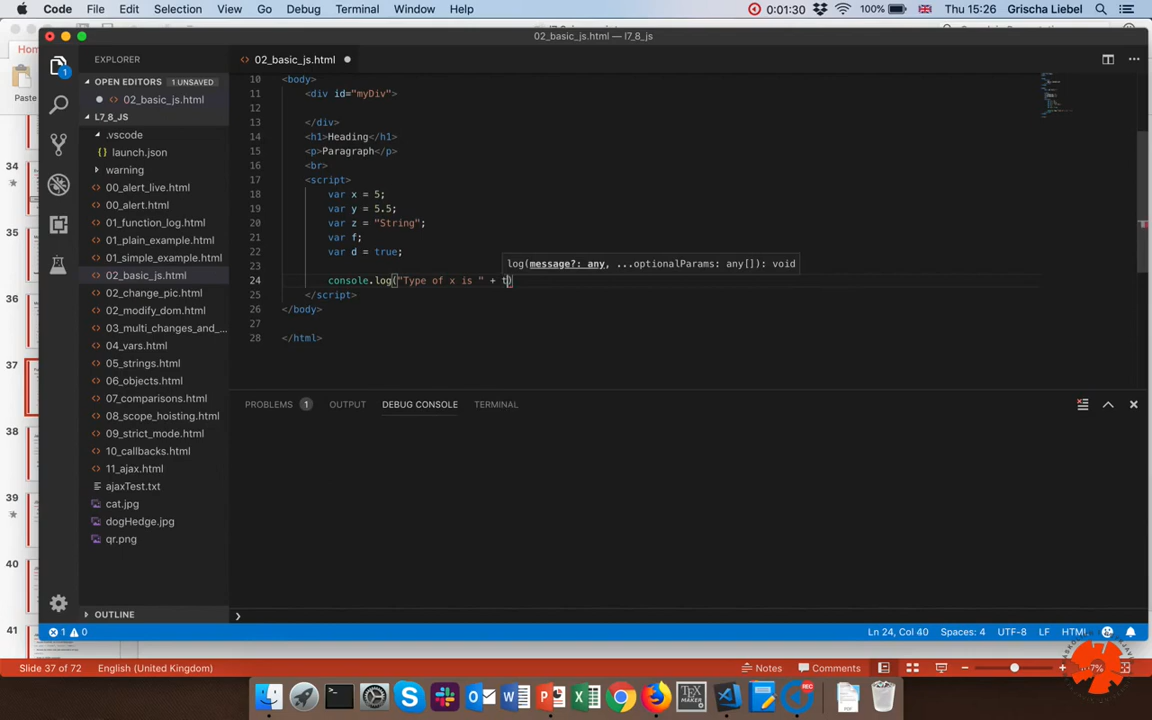 Code File Edit Selection View Go Debug Terminal Window Help 0:01:30 100% Thu 15:26 Grischa Liebel
02_basic_js.html — l7_8_js
Home
Paste
34
35
36
37
38
39
40
41
EXPLORER
OPEN EDITORS 1 UNSAVED
02_basic_js.html
L7_8_JS
.vscode
launch.json
warning
00_alert_live.html
00_alert.html
01_function_log.html
01_plain_example.html
01_simple_example.html
02_basic_js.html
02_change_pic.html
02_modify_dom.html
03_multi_changes_and_...
04_vars.html
05_strings.html
06_objects.html
07_comparisons.html
08_scope_hoisting.html
09_strict_mode.html
10_callbacks.html
11_ajax.html
ajaxTest.txt
cat.jpg
dogHedge.jpg
qr.png
OUTLINE
02_basic_js.html
10 <body>
11 <div id="myDiv">
12
13 </div>
14 <h1>Heading</h1>
15 <p>Paragraph</p>
16 <br>
17 <script>
18 var x = 5;
19 var y = 5.5;
20 var z = "String";
21 var f;
22 var d = true;
23
log(message?: any, ...optionalParams: any[]): void
24 console.log("Type of x is " + t)
25 </script>
26 </body>
27
28 </html>
PROBLEMS 1 OUTPUT DEBUG CONSOLE TERMINAL
1 0 Ln 24, Col 40 Spaces: 4 UTF-8 LF HTML
Slide 37 of 72 English (United Kingdom) Notes Comments
REC